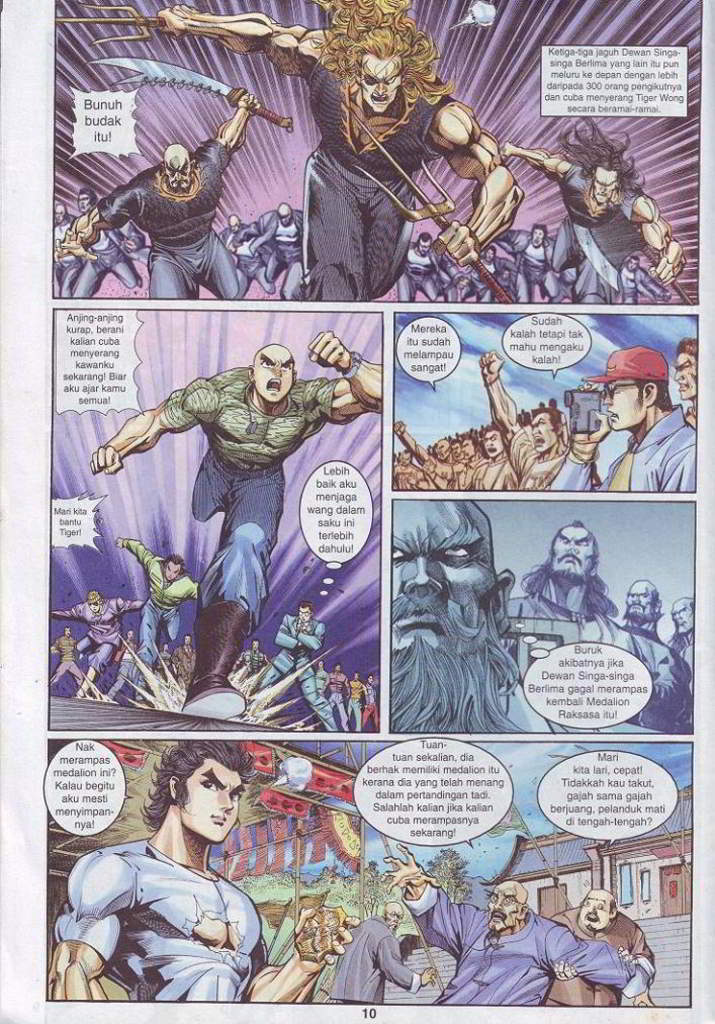 Ketiga-tiga jaguh Dewan Singa-
singa Berlima yang lain itu pun
meluru ke depan dengan lebih
daripada 300 orang pengikutnya
dan cuba menyerang Tiger Wong
secara beramai-ramai.
Bunuh
budak
itu!
Anjing-anjing
kurap, berani
kalian cuba
menyerang
kawanku
sekarang! Biar
aku ajar kamu
semua!
Lebih
baik aku
menjaga
wang dalam
saku ini
terlebih
dahulu!
Mari kita
bantu
Tiger!
Mereka
itu sudah
melampau
sangat!
Sudah
kalah tetapi tak
mahu mengaku
kalah!
Buruk
akibatnya jika
Dewan Singa-singa
Berlima gagal merampas
kembali Medalion
Raksasa itu!
Nak
merampas
medalion ini?
Kalau begitu
aku mesti
menyimpan-
nya!
Tuan-
tuan sekalian, dia
berhak memiliki medalion itu
kerana dia yang telah menang
dalam pertandingan tadi.
Salahlah kalian jika kalian
cuba merampasnya
sekarang!
Mari
kita lari, cepat!
Tidakkah kau takut,
gajah sama gajah
berjuang, pelanduk mati
di tengah-tengah?
10